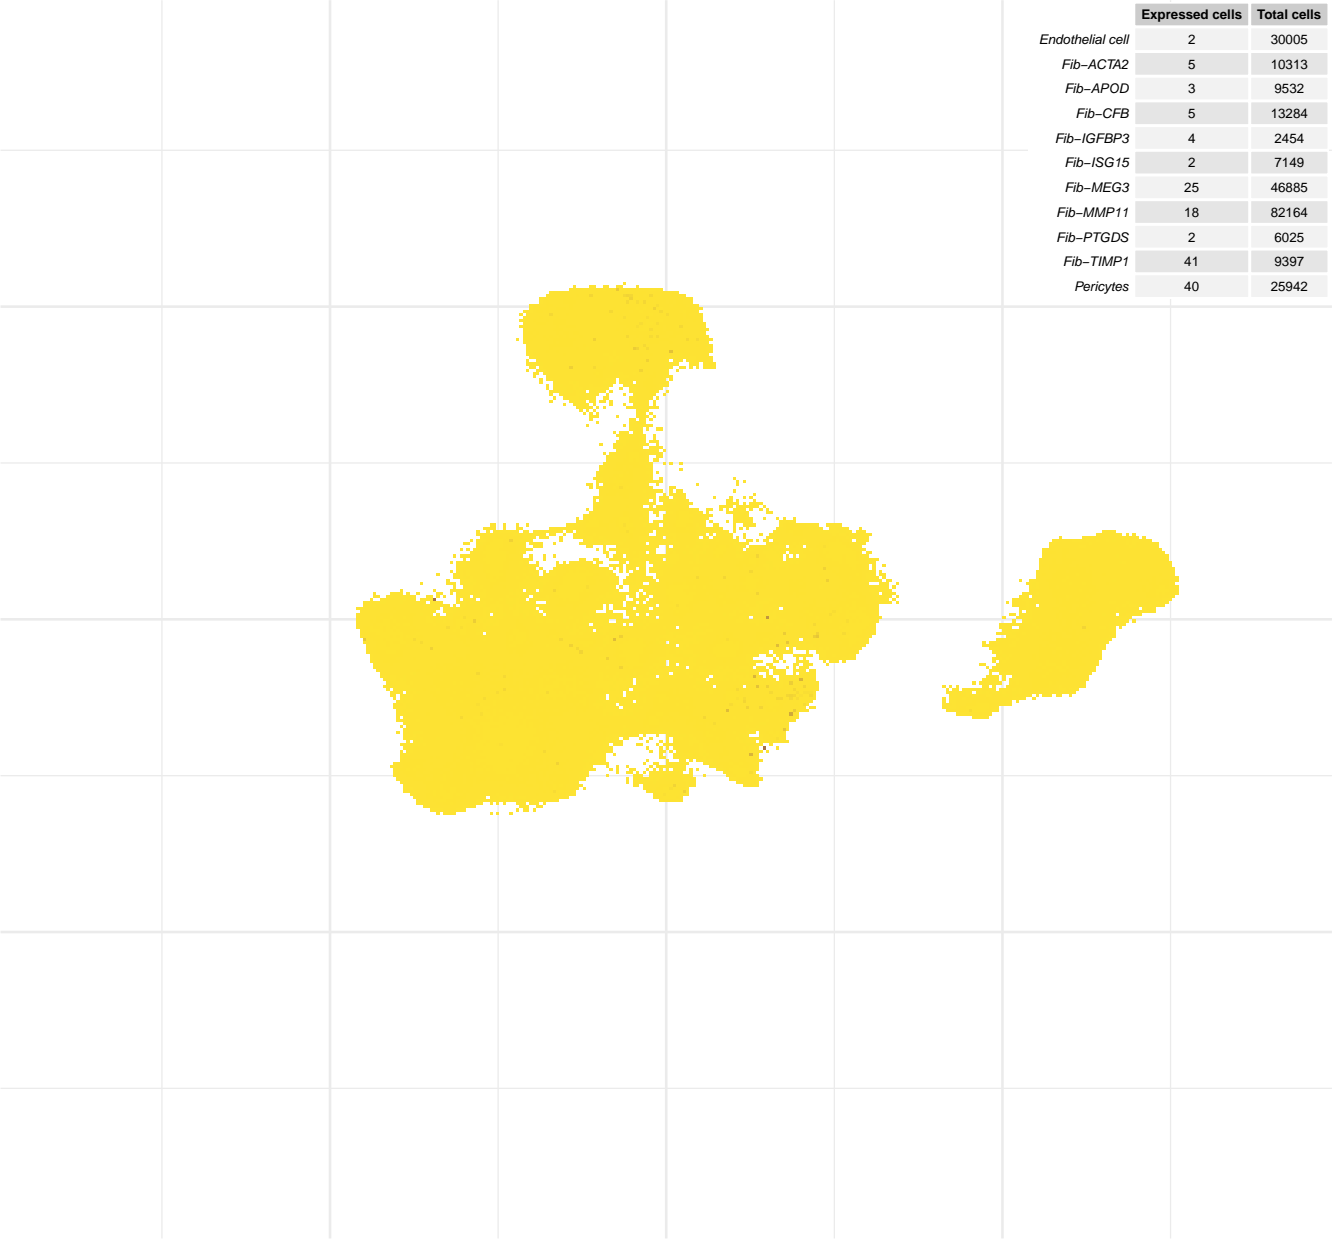 Expressed cells Total cells
Endothelial cell 2 30005
Fib−ACTA2 5 10313
Fib−APOD 3 9532
Fib−CFB 5 13284
Fib−IGFBP3 4 2454
Fib−ISG15 2 7149
Fib−MEG3 25 46885
Fib−MMP11 18 82164
Fib−PTGDS 2 6025
Fib−TIMP1 41 9397
Pericytes 40 25942